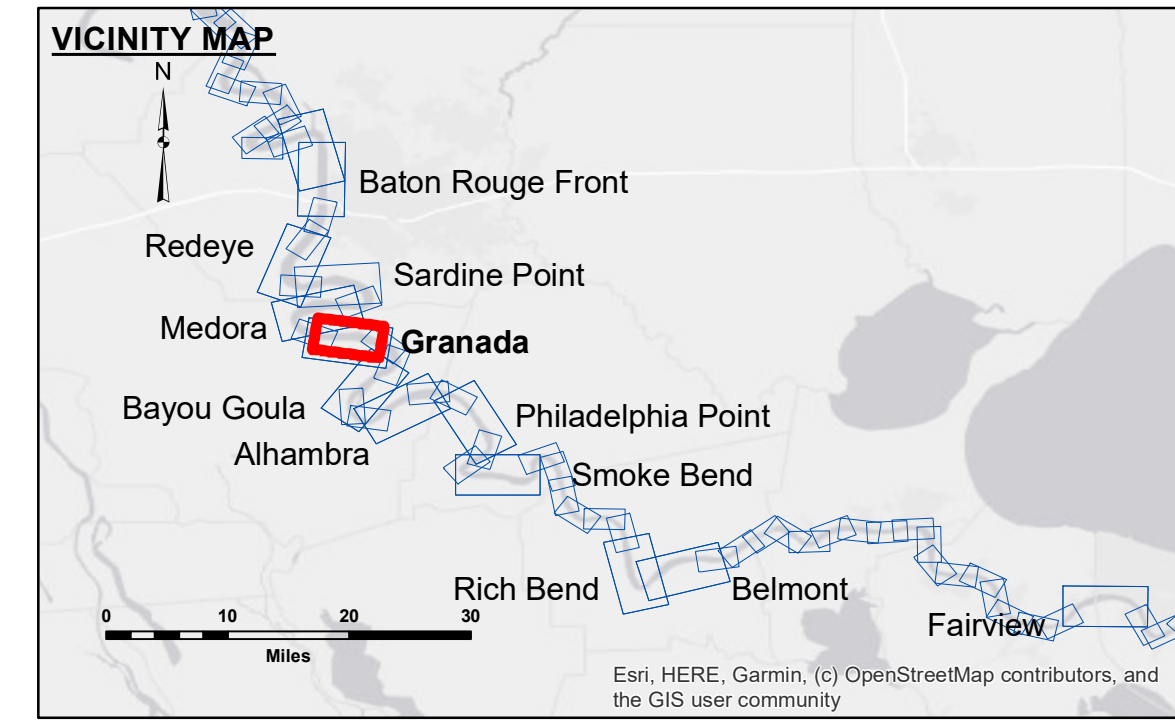 VICINITY MAP
N
Baton Rouge Front
Redeye
Sardine Point
Medora
Granada
Bayou Goula
Philadelphia Point
Alhambra
Smoke Bend
Rich Bend
Belmont
Fairview
0 10 20 30
Miles
Esri, HERE, Garmin, (c) OpenStreetMap contributors, and
the GIS user community